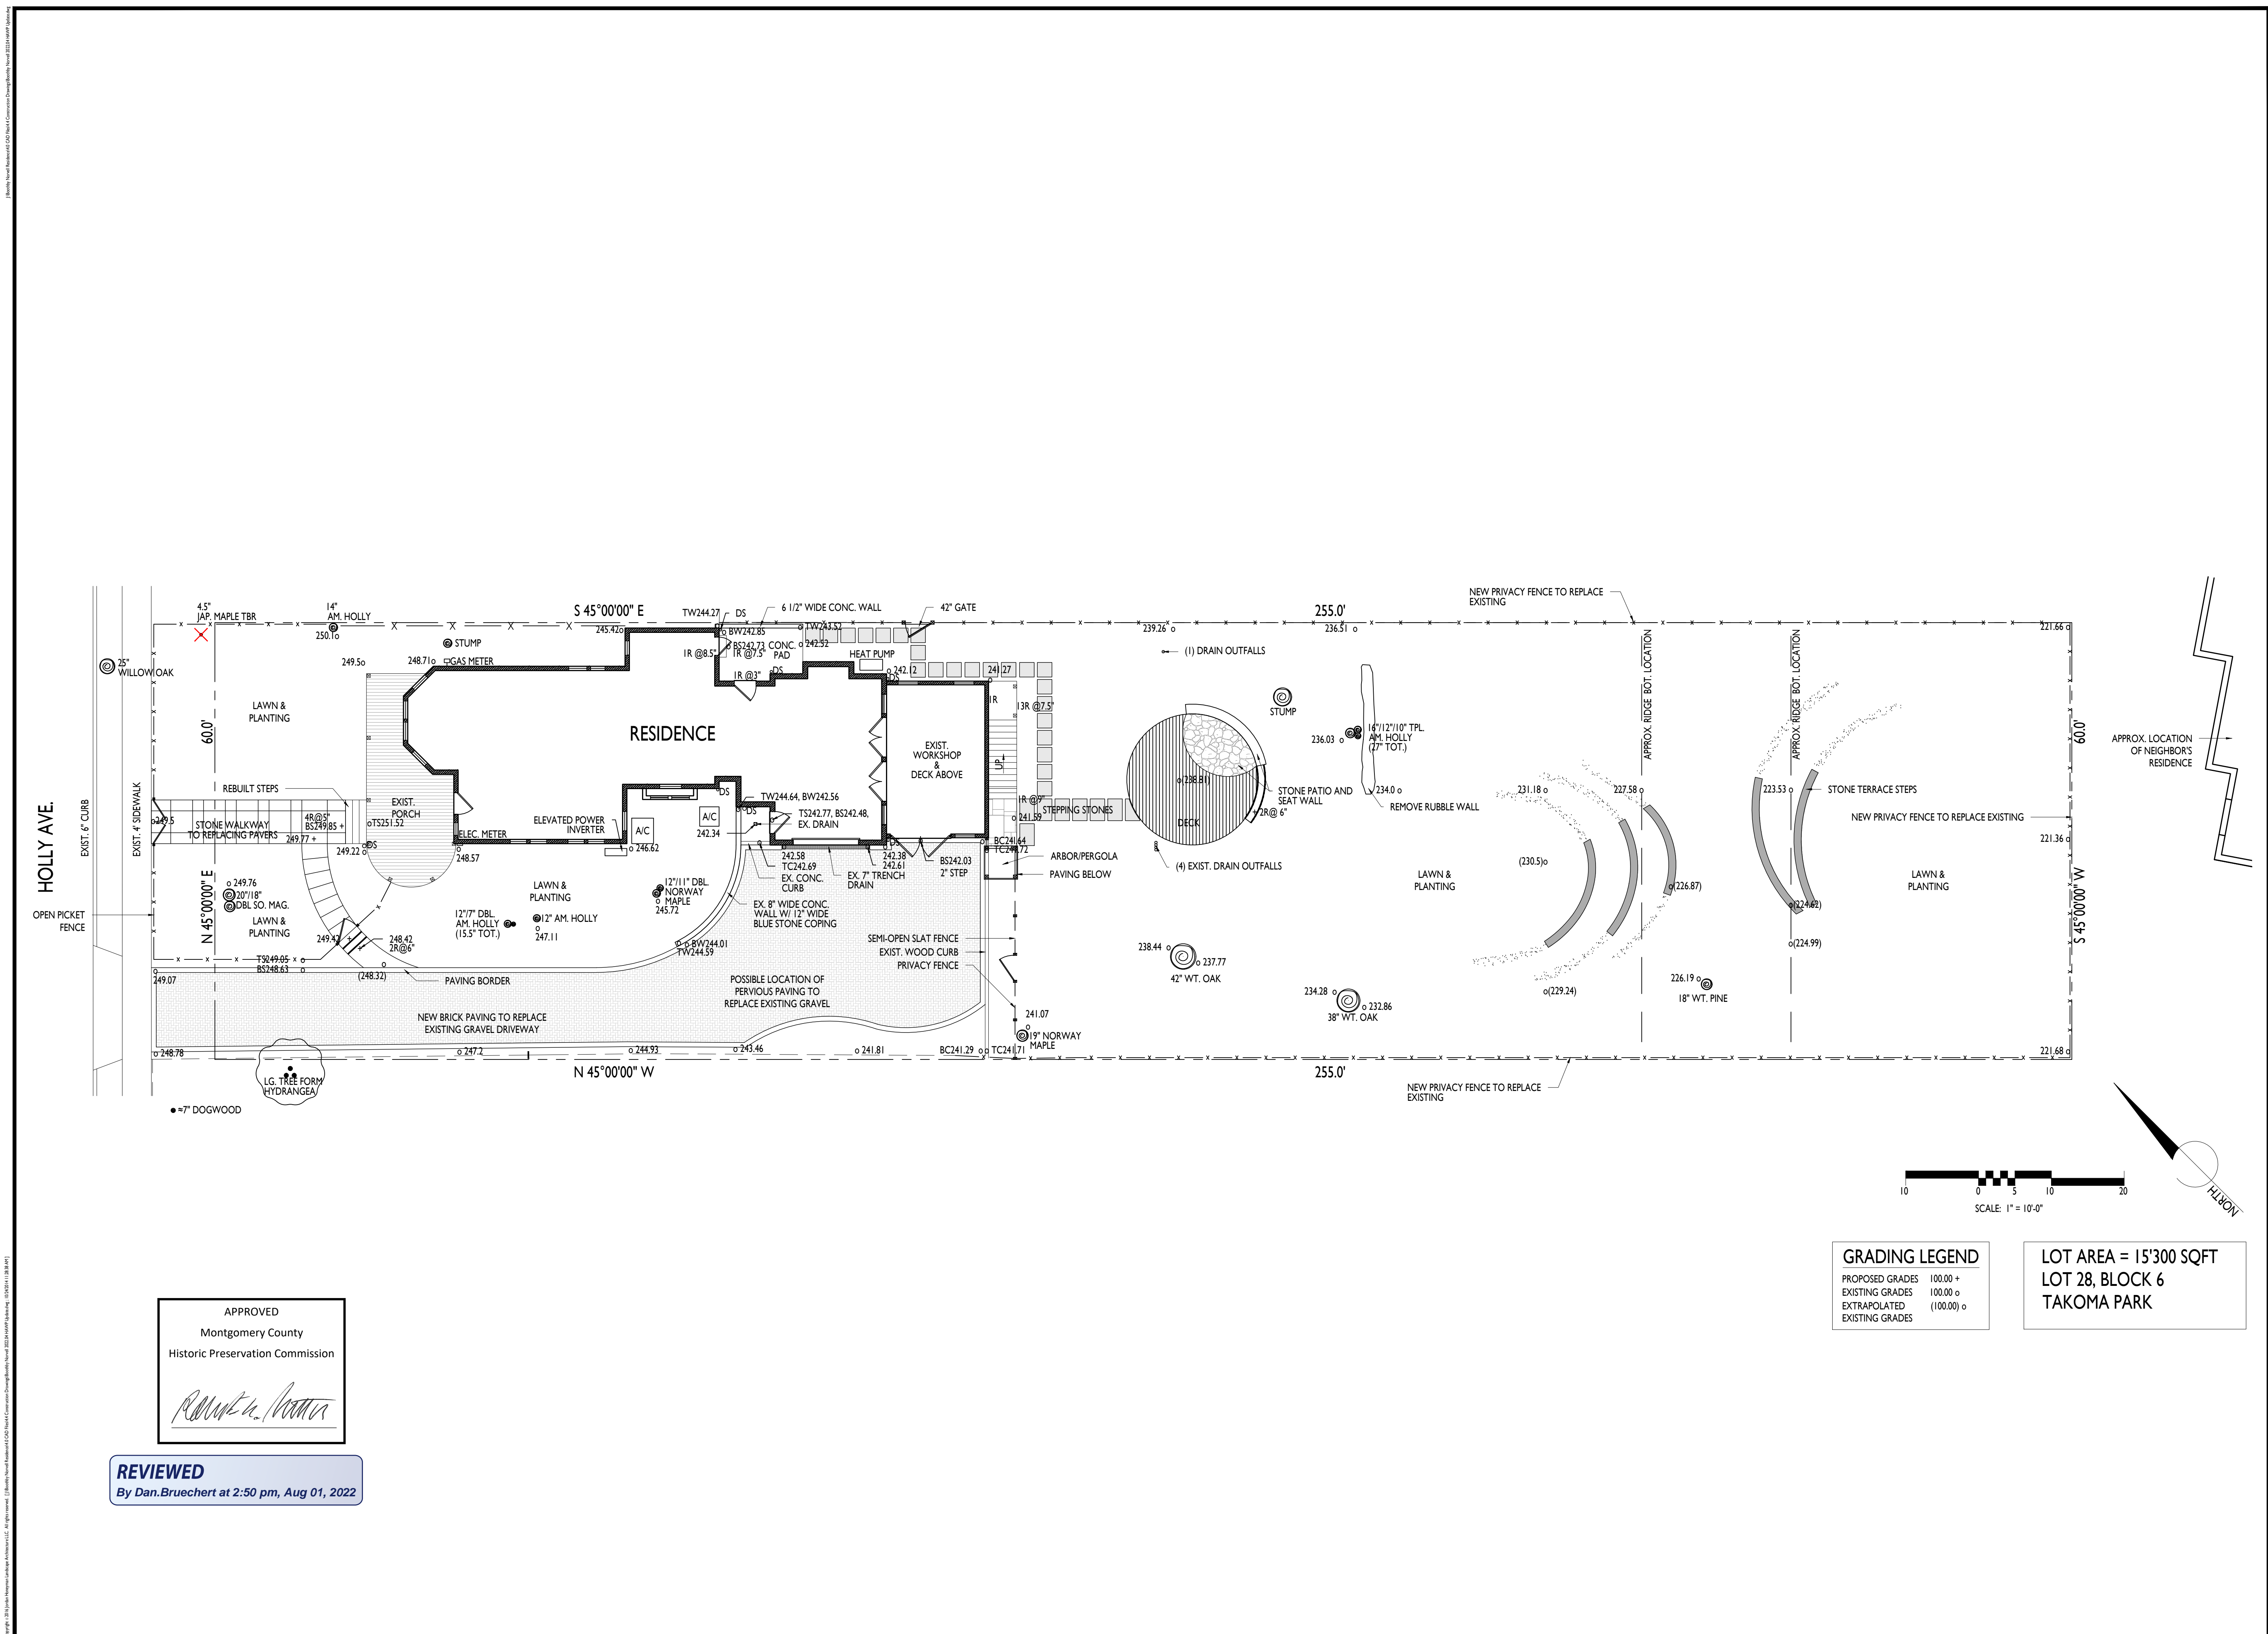 4.5"
JAP. MAPLE TBR
14"
AM. HOLLY
250.1
S 45°00'00" E
TW244.27
DS
6 1/2" WIDE CONC. WALL
42" GATE
255.0'
NEW PRIVACY FENCE TO REPLACE
EXISTING
245.42
BW242.85
TW243.52
239.26
236.51
221.66
STUMP
BS242.73
CONC.
PAD
242.52
1R @8.5"
1R @7.5"
HEAT PUMP
(1) DRAIN OUTFALLS
25"
WILLOW OAK
249.5
248.71
GAS METER
1R @3"
DS
242.12
DS
241.27
LAWN &
PLANTING
60.0'
1R
13R @7.5"
STUMP
APPROX. RIDGE BOT. LOCATION
APPROX. RIDGE BOT. LOCATION
60.0'
RESIDENCE
EXIST.
WORKSHOP
&
DECK ABOVE
UP
236.03
16"/12"/10" TPL.
AM. HOLLY
(27" TOT.)
APPROX. LOCATION
OF NEIGHBOR'S
RESIDENCE
REBUILT STEPS
EXIST.
PORCH
DS
(238.81)
STONE PATIO AND
SEAT WALL
234.0
REMOVE RUBBLE WALL
231.18
227.58
223.53
STONE TERRACE STEPS
HOLLY AVE.
EXIST. 6" CURB
EXIST. 4' SIDEWALK
249.5
STONE WALKWAY
TO REPLACING PAVERS
4R@5"
BS249.85 +
249.77 +
TS251.52
DS
249.22
ELEC. METER
248.57
ELEVATED POWER
INVERTER
A/C
A/C
246.62
TW244.64, BW242.56
DS
242.34
TS242.77, BS242.48,
EX. DRAIN
1R @9"
STEPPING STONES
241.59
DECK
2R@ 6"
NEW PRIVACY FENCE TO REPLACE EXISTING
221.36
DS
BC241.64
242.58
TC242.69
EX. CONC.
CURB
242.38
242.61
EX. 7" TRENCH
DRAIN
BS242.03
2" STEP
ARBOR/PERGOLA
PAVING BELOW
(4) EXIST. DRAIN OUTFALLS
(230.5)
LAWN &
PLANTING
(226.87)
(224.62)
LAWN &
PLANTING
N 45°00'00" E
249.76
20"/18"
DBL SO. MAG.
LAWN &
PLANTING
OPEN PICKET
FENCE
LAWN &
PLANTING
12"/7" DBL.
AM. HOLLY
(15.5" TOT.)
12" AM. HOLLY
247.11
12"/11" DBL.
NORWAY
MAPLE
245.72
EX. 8" WIDE CONC.
WALL W/ 12" WIDE
BLUE STONE COPING
249.42
248.42
2R@6"
BW244.01
TW244.59
SEMI-OPEN SLAT FENCE
EXIST. WOOD CURB
PRIVACY FENCE
238.44
237.77
42" WT. OAK
(224.99)
S 45°00'00" W
TS249.05
BS248.63
(248.32)
249.07
PAVING BORDER
POSSIBLE LOCATION OF
PERVIOUS PAVING TO
REPLACE EXISTING GRAVEL
234.28
232.86
38" WT. OAK
(229.24)
226.19
18" WT. PINE
NEW BRICK PAVING TO REPLACE
EXISTING GRAVEL DRIVEWAY
241.07
19" NORWAY
MAPLE
248.78
247.2
244.93
243.46
241.81
BC241.29
TC241.71
221.68
LG. TREE FORM
HYDRANGEA
N 45°00'00" W
255.0'
NEW PRIVACY FENCE TO REPLACE
EXISTING
≈7" DOGWOOD
10 0 5 10 20
SCALE: 1" = 10'-0"
NORTH
GRADING LEGEND
PROPOSED GRADES 100.00 +
EXISTING GRADES 100.00 o
EXTRAPOLATED (100.00) o
EXISTING GRADES
LOT AREA = 15'300 SQFT
LOT 28, BLOCK 6
TAKOMA PARK
APPROVED
Montgomery County
Historic Preservation Commission
REVIEWED
By Dan.Bruechert at 2:50 pm, Aug 01, 2022